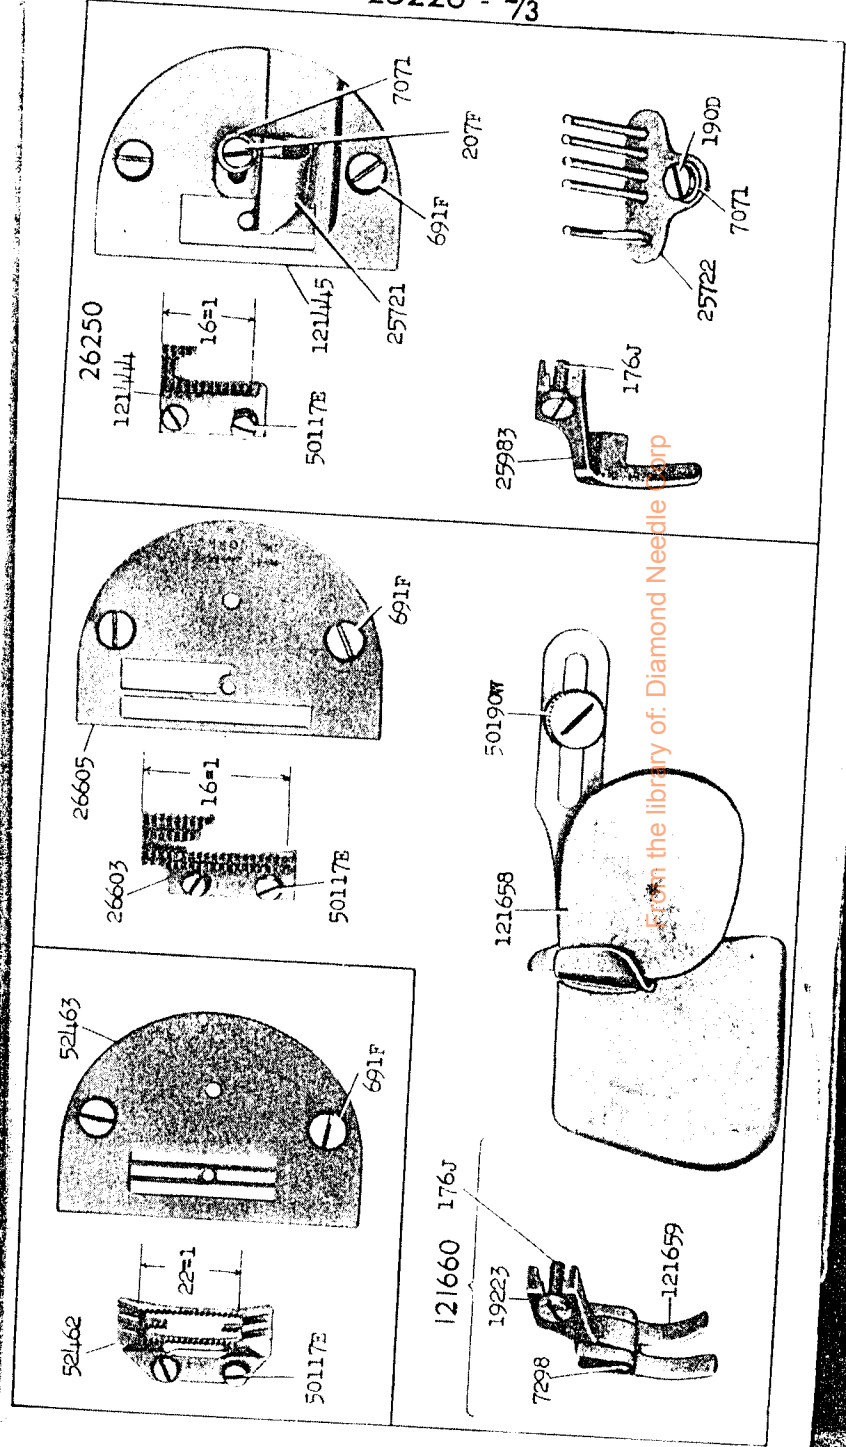 26250
121444
16=1
50117E
121445
25721
691F
207F
7071
190D
7071
25722
176J
25983
26605
26603
16=1
50117E
691F
50190W
121658
52463
691F
52462
22=1
50117E
121660
176J
19223
121659
7298
From the library of: Diamond Needle Corp